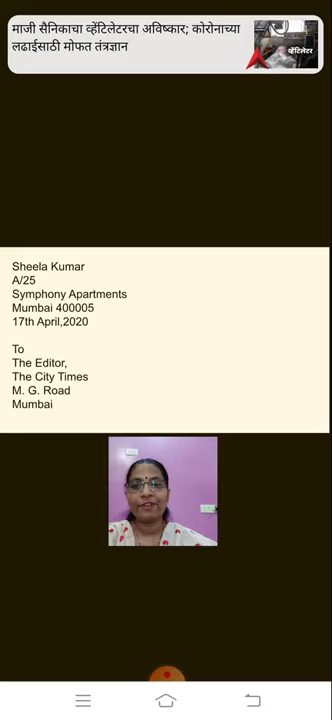 माजी सैनिकाचा व्हेंटिलेटरचा अविष्कार; कोरोनाच्या
लढाईसाठी मोफत तंत्रज्ञान
व्हेंटिलेटर
Sheela Kumar
A/25
Symphony Apartments
Mumbai 400005
17th April,2020
To
The Editor,
The City Times
M. G. Road
Mumbai